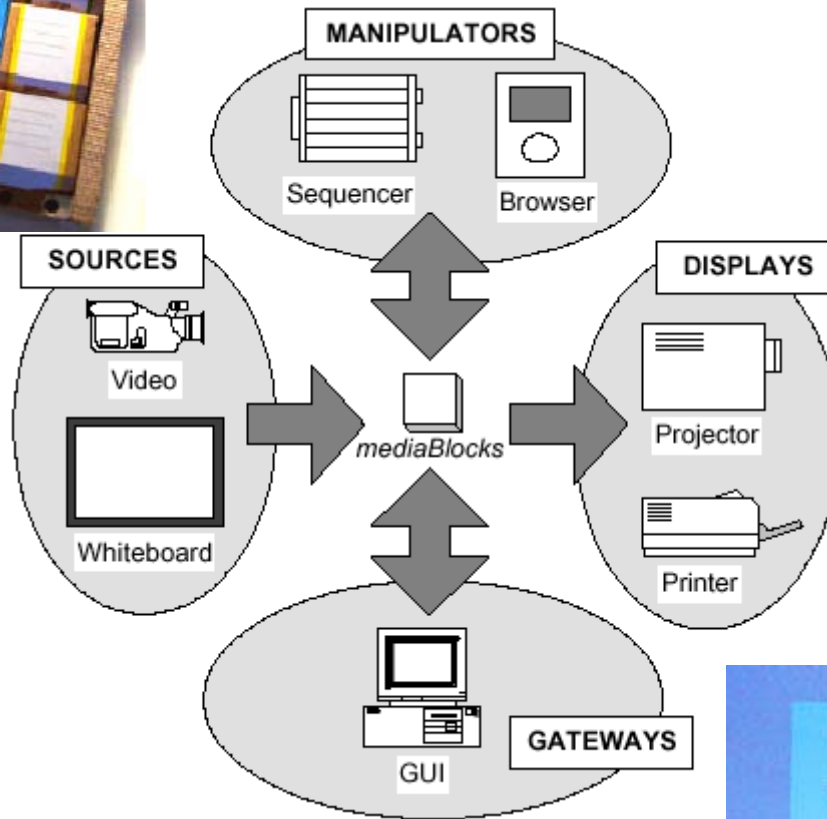 MANIPULATORS
Sequencer
Browser
SOURCES
Video
Whiteboard
mediaBlocks
DISPLAYS
Projector
Printer
GUI
GATEWAYS